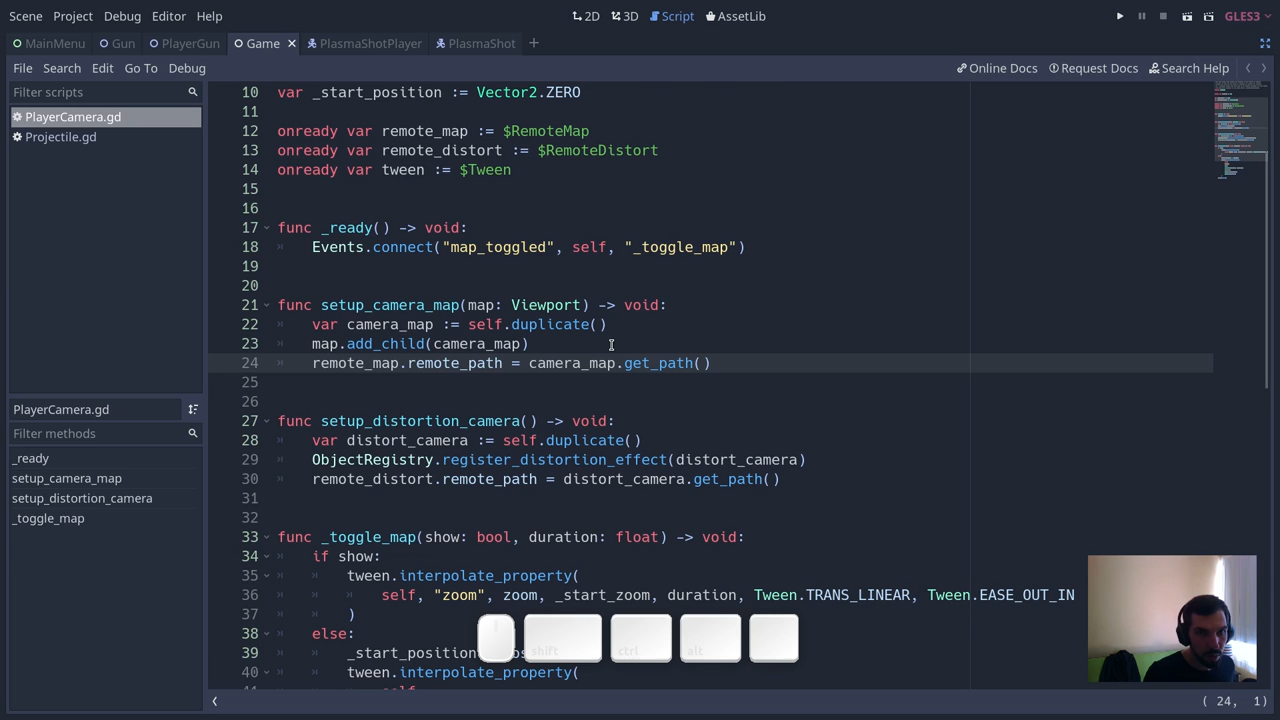 Scene Project Debug Editor Help
2D 3D Script AssetLib
GLES3
MainMenu Gun PlayerGun Game PlasmaShotPlayer PlasmaShot
File Search Edit Go To Debug
Online Docs Request Docs Search Help
Filter scripts
PlayerCamera.gd
Projectile.gd
PlayerCamera.gd
Filter methods
_ready
setup_camera_map
setup_distortion_camera
_toggle_map
10 var _start_position := Vector2.ZERO
11
12 onready var remote_map := $RemoteMap
13 onready var remote_distort := $RemoteDistort
14 onready var tween := $Tween
15
16
17 func _ready() -> void:
18 Events.connect("map_toggled", self, "_toggle_map")
19
20
21 func setup_camera_map(map: Viewport) -> void:
22 var camera_map := self.duplicate()
23 map.add_child(camera_map)
24 remote_map.remote_path = camera_map.get_path()
25
26
27 func setup_distortion_camera() -> void:
28 var distort_camera := self.duplicate()
29 ObjectRegistry.register_distortion_effect(distort_camera)
30 remote_distort.remote_path = distort_camera.get_path()
31
32
33 func _toggle_map(show: bool, duration: float) -> void:
34 if show:
35 tween.interpolate_property(
36 self, "zoom", zoom, _start_zoom, duration, Tween.TRANS_LINEAR, Tween.EASE_OUT_IN
37 )
38 else:
39 _start_position
40 tween.interpolate_property(
shift ctrl alt
( 24, 1)